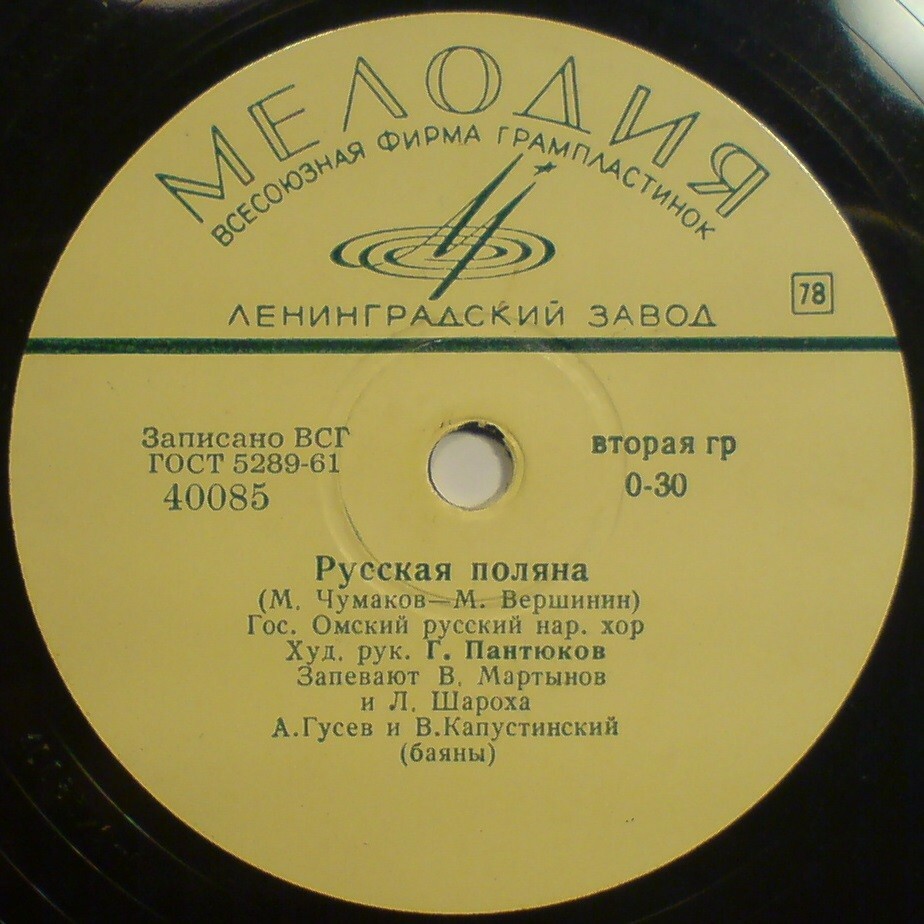 МЕЛОДИЯ
ВСЕСОЮЗНАЯ ФИРМА ГРАМПЛАСТИНОК
ЛЕНИНГРАДСКИЙ ЗАВОД
78
Записано ВСГ
ГОСТ 5289-61
40085
вторая гр
0-30
Русская поляна
(М. Чумаков—М. Вершинин)
Гос. Омский русский нар. хор
Худ. рук. Г. Пантюков
Запевают В. Мартынов
и Л. Шароха
А.Гусев и В.Капустинский
(баяны)